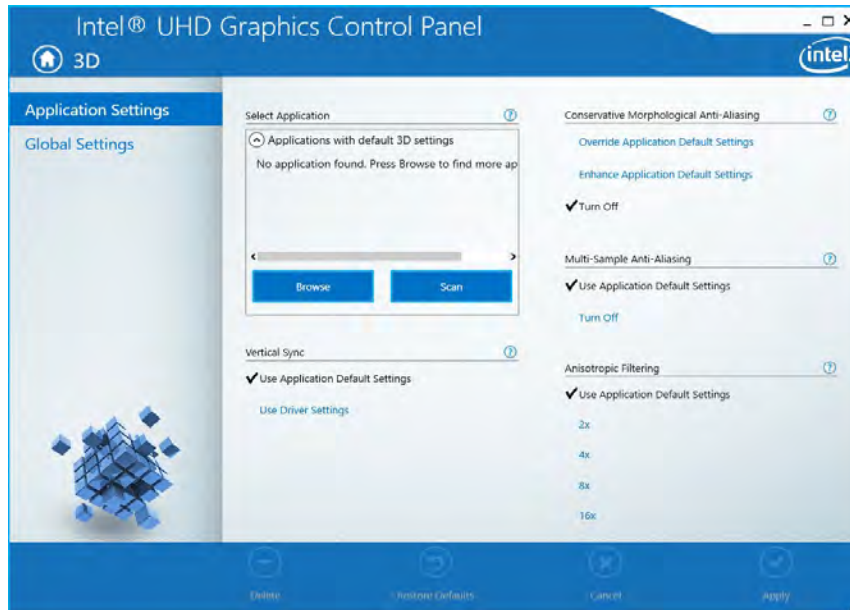 Intel® UHD Graphics Control Panel
3D
intel
Application Settings
Global Settings
Select Application
Applications with default 3D settings
No application found. Press Browse to find more ap
Browse
Scan
Vertical Sync
Use Application Default Settings
Use Driver Settings
Conservative Morphological Anti-Aliasing
Override Application Default Settings
Enhance Application Default Settings
Turn Off
Multi-Sample Anti-Aliasing
Use Application Default Settings
Turn Off
Anisotropic Filtering
Use Application Default Settings
2x
4x
8x
16x
Delete
Restore Defaults
Cancel
Apply